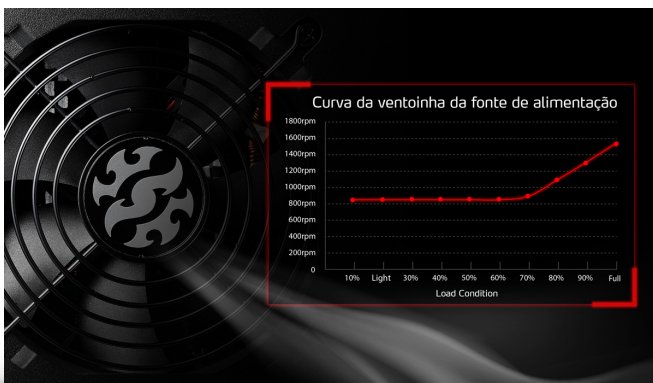 Curva da ventoinha da fonte de alimentação
1800rpm
1600rpm
1400rpm
1200rpm
1000rpm
800rpm
600rpm
400rpm
200rpm
0
10% Light 30% 40% 50% 60% 70% 80% 90% Full
Load Condition